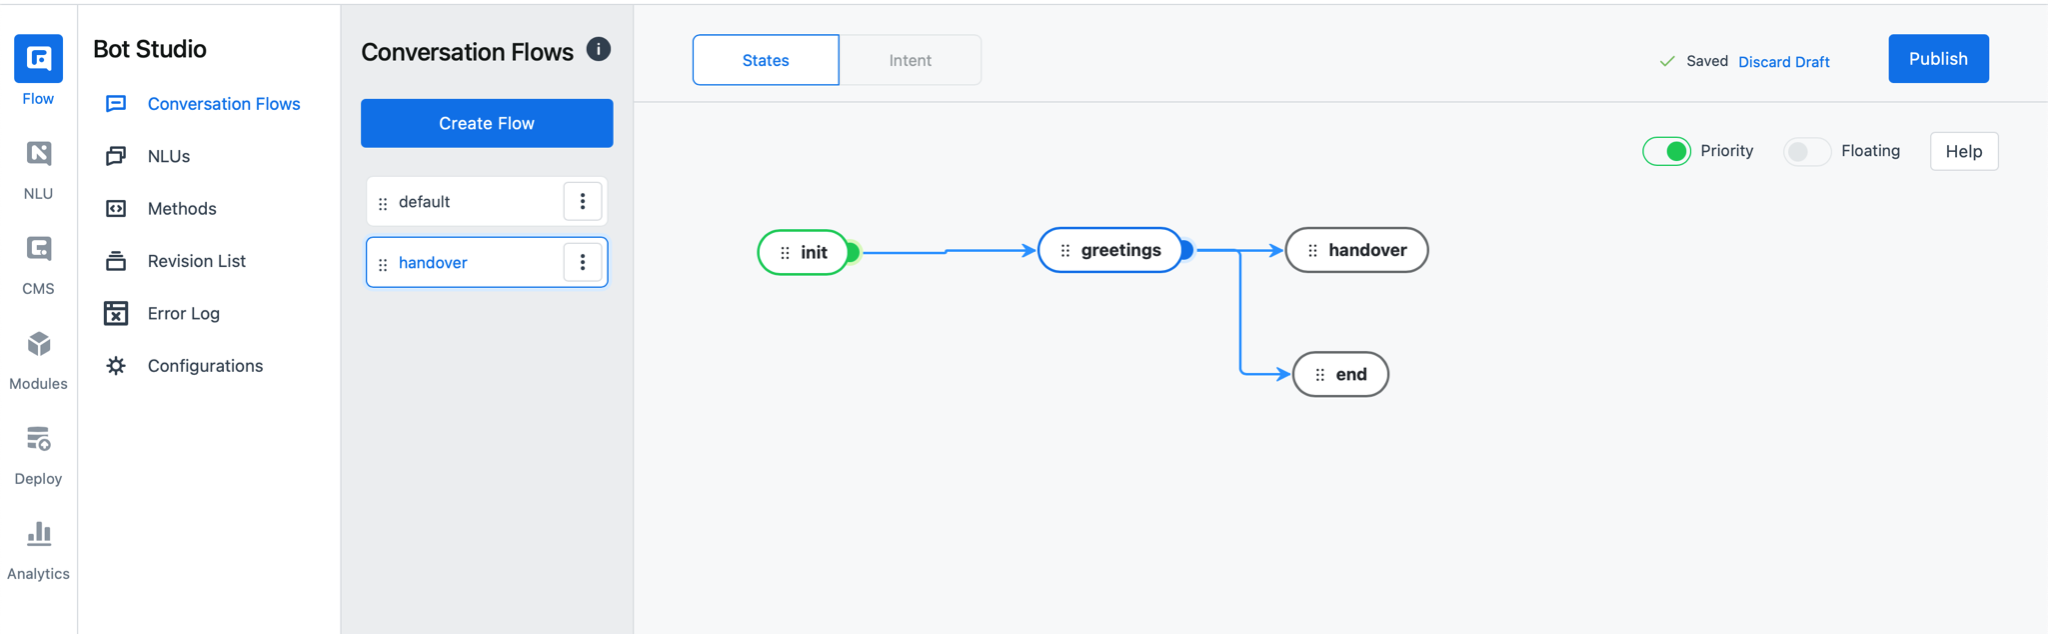 Flow
NLU
CMS
Modules
Deploy
Analytics
Bot Studio
Conversation Flows
NLUs
Methods
Revision List
Error Log
Configurations
Conversation Flows
Create Flow
default
handover
States
Intent
Saved
Discard Draft
Publish
Priority
Floating
Help
init
greetings
handover
end